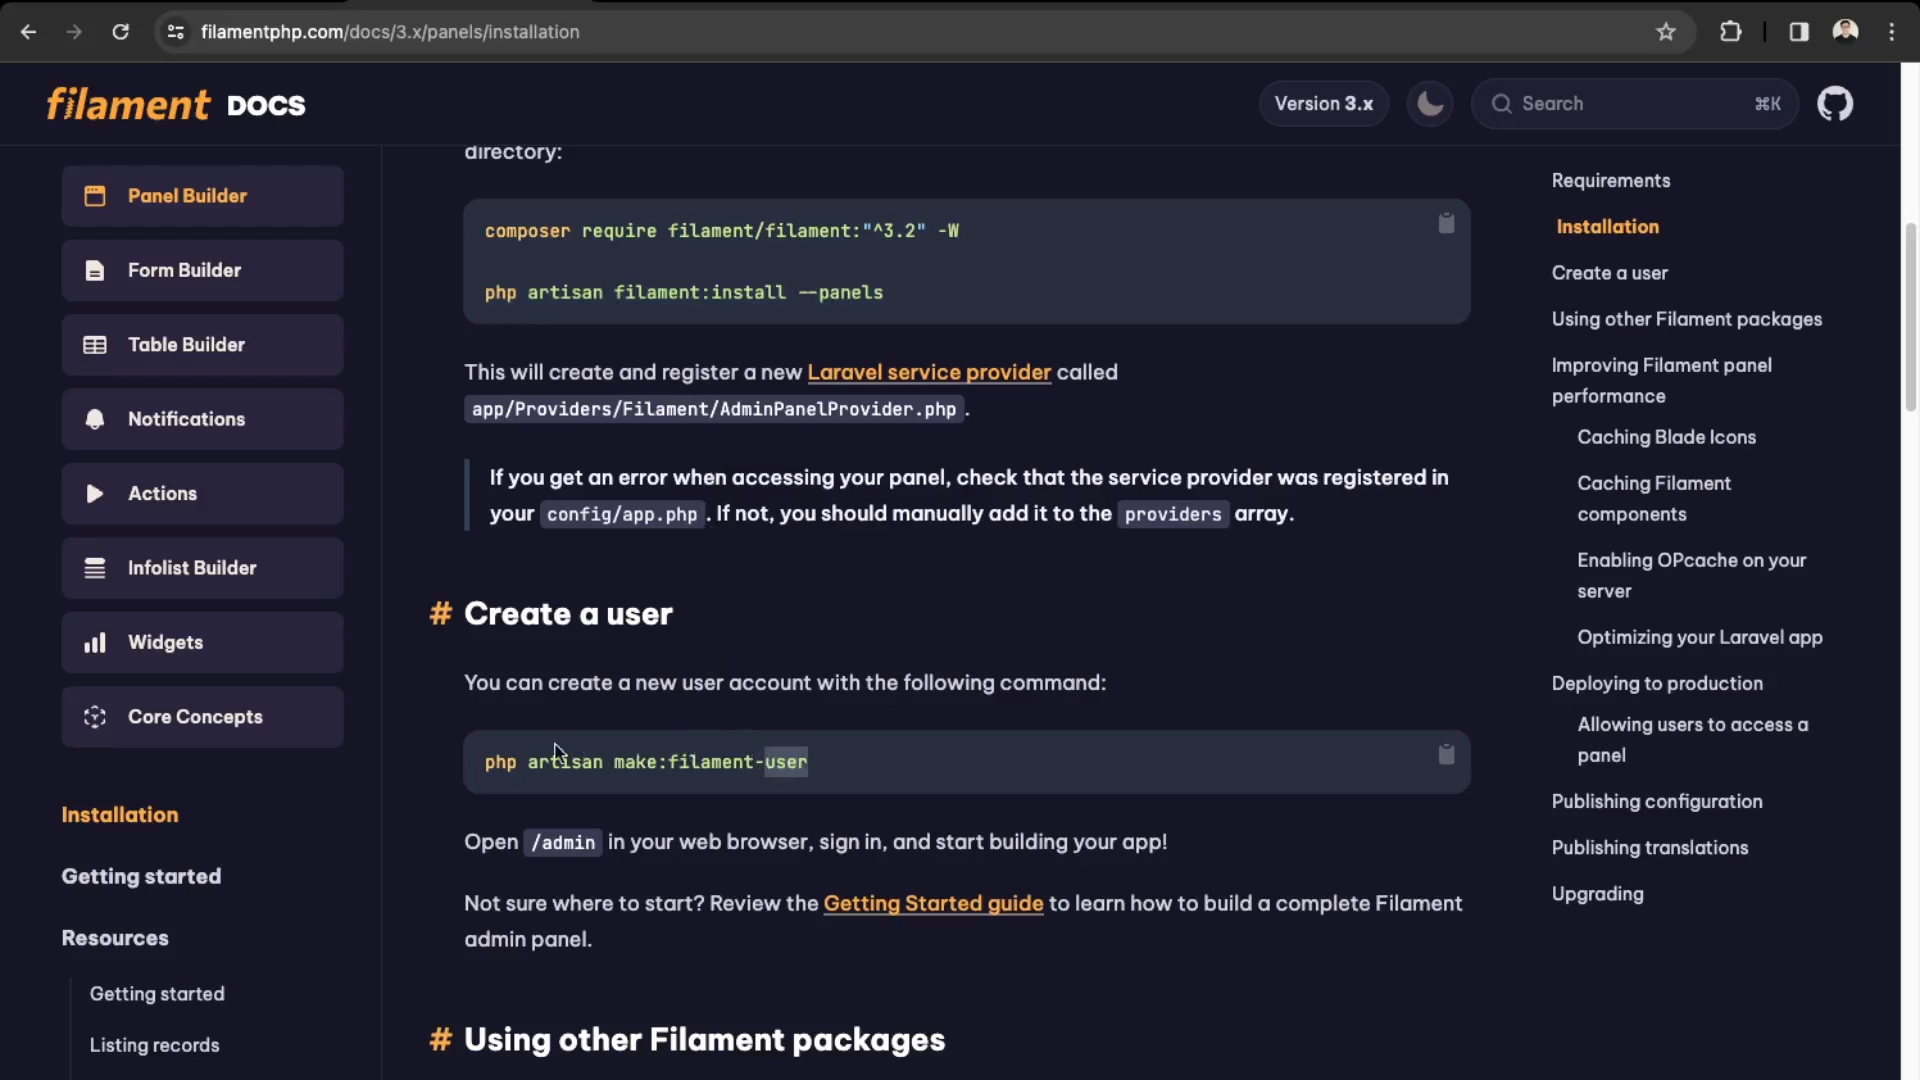 filamentphp.com/docs/3.x/panels/installation
filament DOCS
Version 3.x
Search
⌘K
Panel Builder
Form Builder
Table Builder
Notifications
Actions
Infolist Builder
Widgets
Core Concepts
Installation
Getting started
Resources
Getting started
Listing records
directory:
composer require filament/filament:"^3.2" -W
php artisan filament:install --panels
This will create and register a new Laravel service provider called
app/Providers/Filament/AdminPanelProvider.php.
If you get an error when accessing your panel, check that the service provider was registered in
your config/app.php. If not, you should manually add it to the providers array.
# Create a user
You can create a new user account with the following command:
php artisan make:filament-user
Open /admin in your web browser, sign in, and start building your app!
Not sure where to start? Review the Getting Started guide to learn how to build a complete Filament
admin panel.
# Using other Filament packages
Requirements
Installation
Create a user
Using other Filament packages
Improving Filament panel
performance
Caching Blade Icons
Caching Filament
components
Enabling OPcache on your
server
Optimizing your Laravel app
Deploying to production
Allowing users to access a
panel
Publishing configuration
Publishing translations
Upgrading